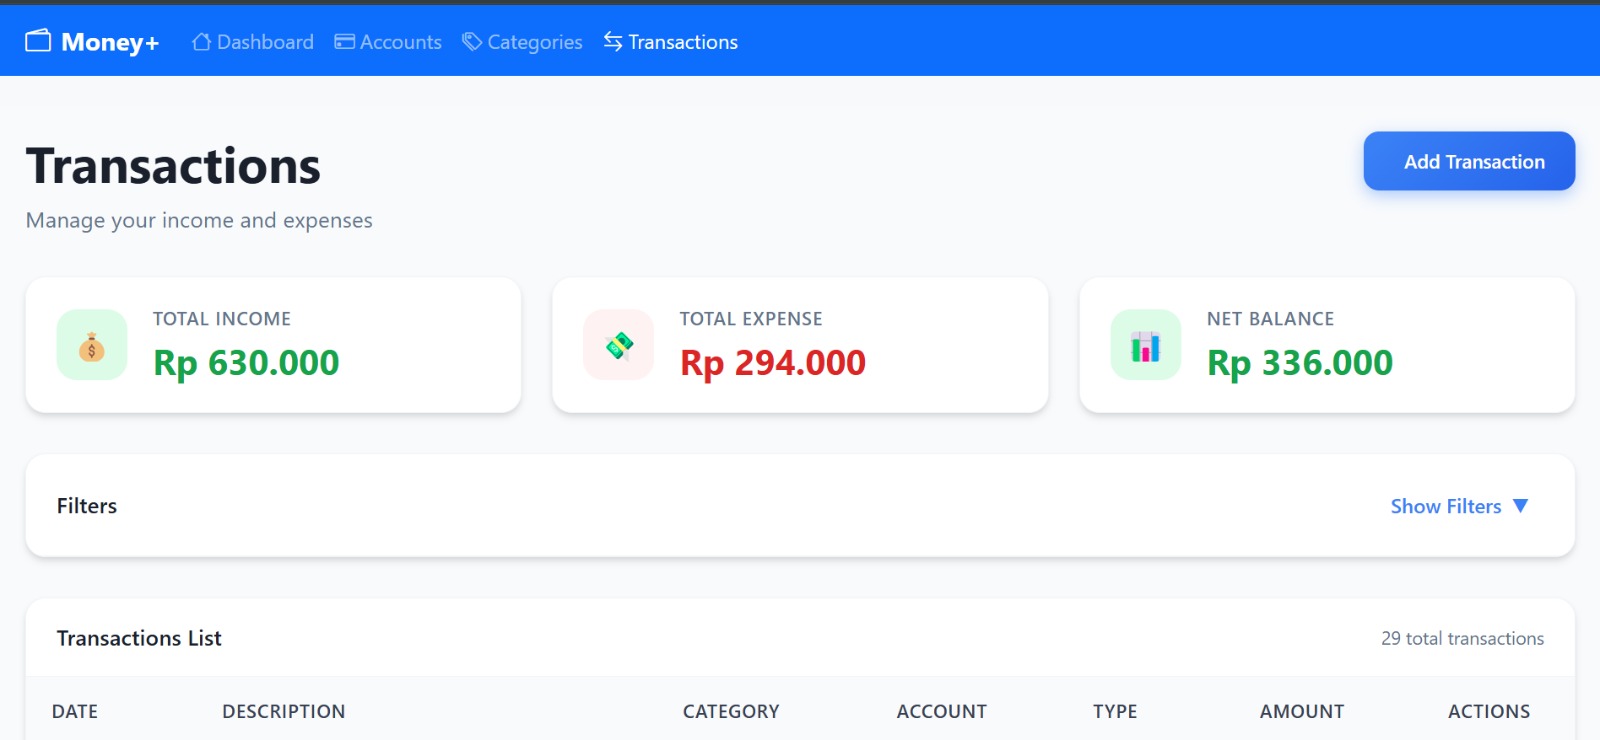 Money+ Dashboard Accounts Categories Transactions
Transactions
Add Transaction
Manage your income and expenses
TOTAL INCOME
Rp 630.000
TOTAL EXPENSE
Rp 294.000
NET BALANCE
Rp 336.000
Filters
Show Filters ▼
Transactions List
29 total transactions
DATE DESCRIPTION CATEGORY ACCOUNT TYPE AMOUNT ACTIONS